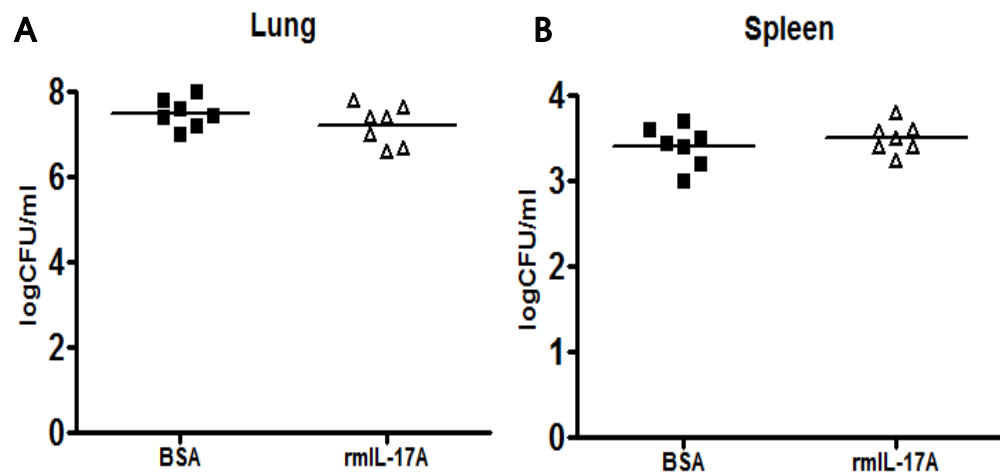 A
Lung
logCFU/ml
8
6
4
2
0
BSA
rmIL-17A
B
Spleen
logCFU/ml
4
3
2
1
0
BSA
rmIL-17A